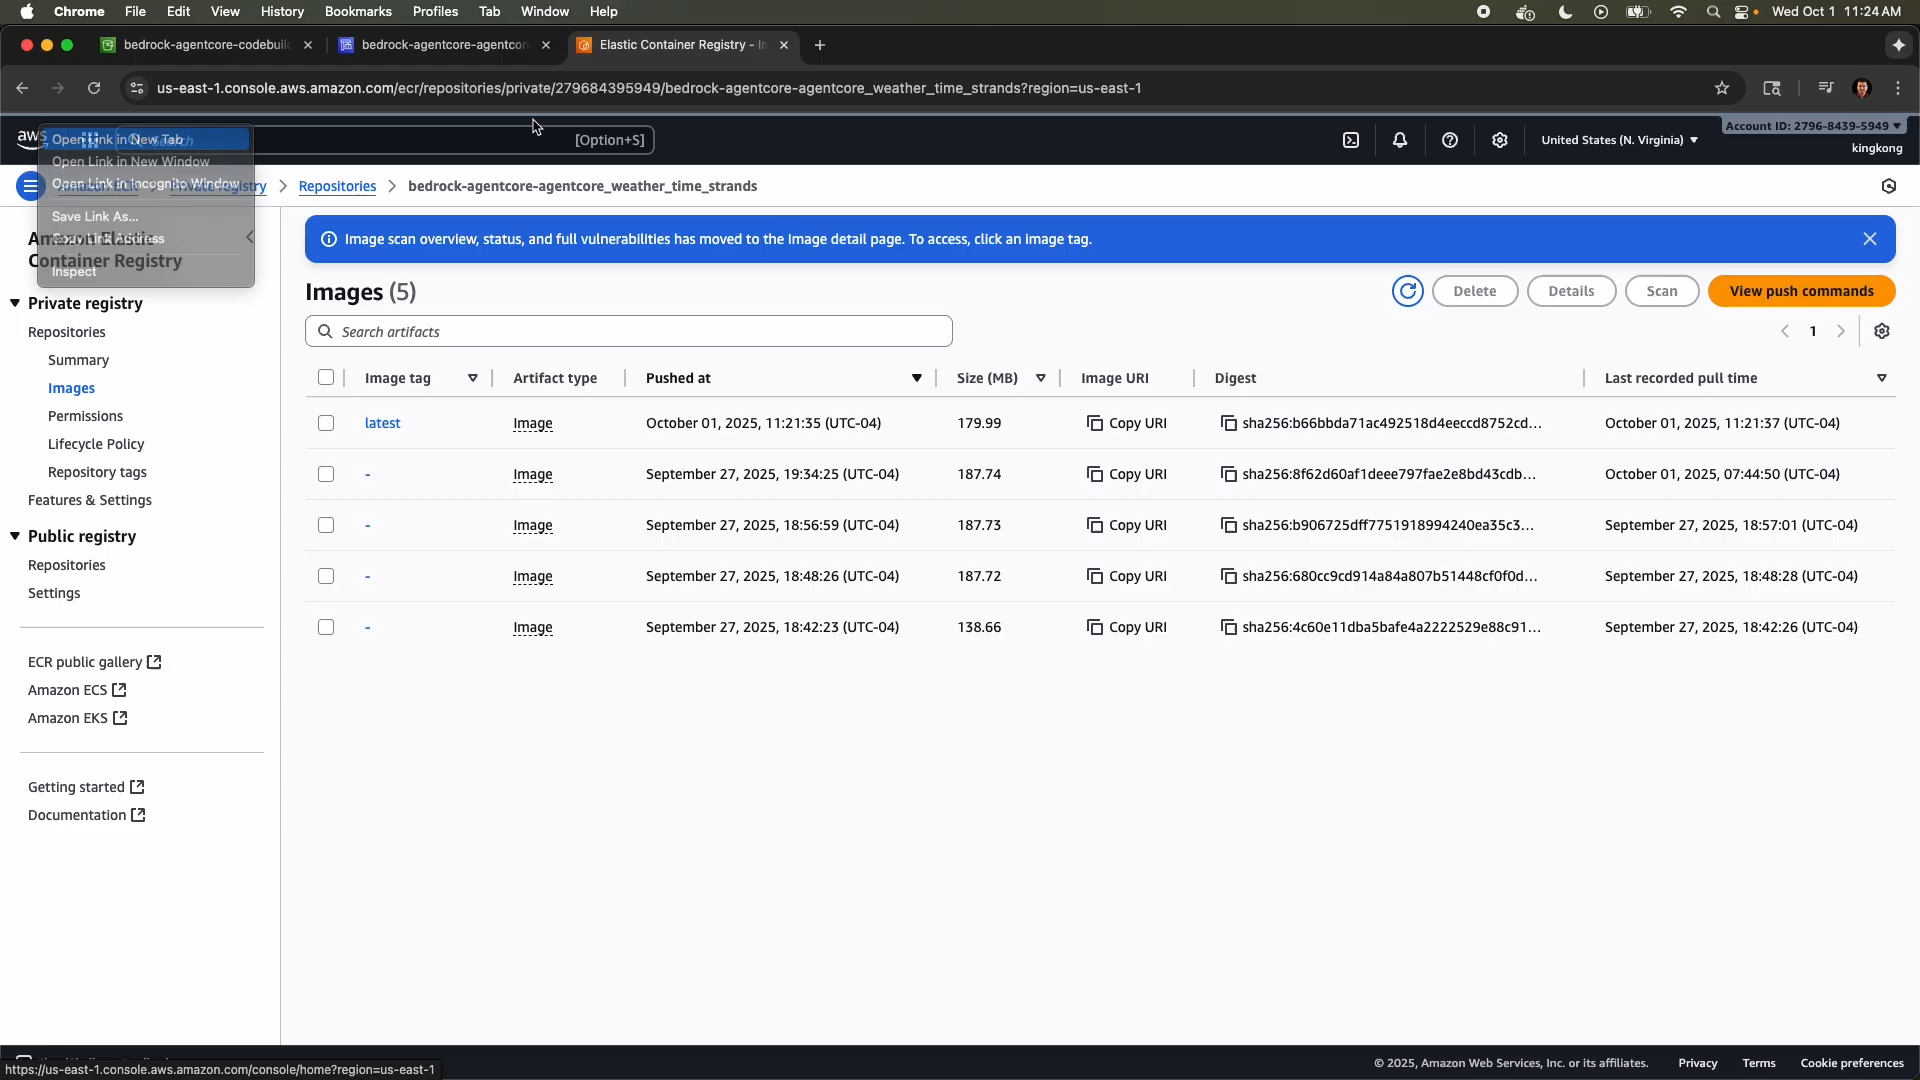 Chrome File Edit View History Bookmarks Profiles Tab Window Help Wed Oct 1 11:24 AM
bedrock-agentcore-codebuil bedrock-agentcore-agentcor Elastic Container Registry - In
us-east-1.console.aws.amazon.com/ecr/repositories/private/279684395949/bedrock-agentcore-agentcore_weather_time_strands?region=us-east-1
aws Search [Option+S] United States (N. Virginia) Account ID: 2796-8439-5949
kingkong
Open Link in New Tab
Open Link in New Window
Open Link in Incognito Window
Save Link As...
Copy Link Address
Inspect
Amazon ECR Private registry Repositories bedrock-agentcore-agentcore_weather_time_strands
Amazon Elastic
Container Registry
Private registry
Repositories
Summary
Images
Permissions
Lifecycle Policy
Repository tags
Features & Settings
Public registry
Repositories
Settings
ECR public gallery
Amazon ECS
Amazon EKS
Getting started
Documentation
Image scan overview, status, and full vulnerabilities has moved to the Image detail page. To access, click an image tag.
Images (5) Delete Details Scan View push commands
Search artifacts 1
Image tag Artifact type Pushed at Size (MB) Image URI Digest Last recorded pull time
latest Image October 01, 2025, 11:21:35 (UTC-04) 179.99 Copy URI sha256:b66bbda71ac492518d4eeccd8752cd... October 01, 2025, 11:21:37 (UTC-04)
- Image September 27, 2025, 19:34:25 (UTC-04) 187.74 Copy URI sha256:8f62d60af1deee797fae2e8bd43cdb... October 01, 2025, 07:44:50 (UTC-04)
- Image September 27, 2025, 18:56:59 (UTC-04) 187.73 Copy URI sha256:b906725dff7751918994240ea35c3... September 27, 2025, 18:57:01 (UTC-04)
- Image September 27, 2025, 18:48:26 (UTC-04) 187.72 Copy URI sha256:680cc9cd914a84a807b51448cf0f0d... September 27, 2025, 18:48:28 (UTC-04)
- Image September 27, 2025, 18:42:23 (UTC-04) 138.66 Copy URI sha256:4c60e11dba5bafe4a2222529e88c91... September 27, 2025, 18:42:26 (UTC-04)
https://us-east-1.console.aws.amazon.com/console/home?region=us-east-1
© 2025, Amazon Web Services, Inc. or its affiliates. Privacy Terms Cookie preferences